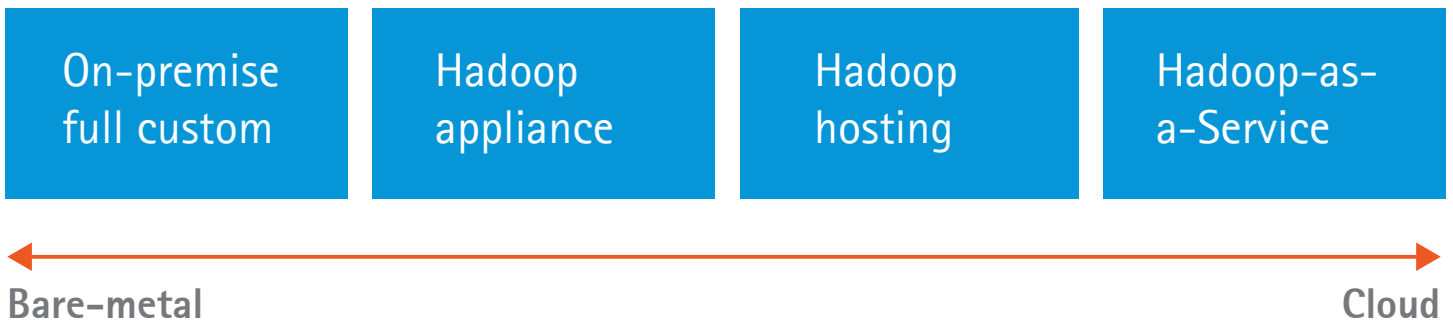 On-premise
full custom
Hadoop
appliance
Hadoop
hosting
Hadoop-as-
a-Service
Bare-metal
Cloud